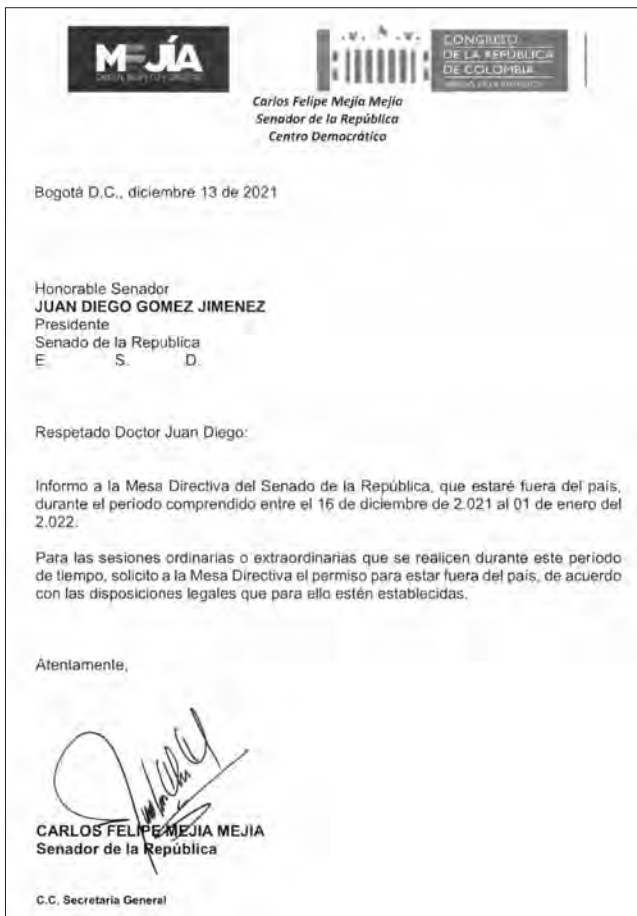 MEJÍA
CONGRESO
DE LA REPÚBLICA
DE COLOMBIA
Carlos Felipe Mejía Mejía
Senador de la República
Centro Democrático
Bogotá D.C., diciembre 13 de 2021
Honorable Senador
JUAN DIEGO GOMEZ JIMENEZ
Presidente
Senado de la Republica
E. S. D.
Respetado Doctor Juan Diego:
Informo a la Mesa Directiva del Senado de la República, que estaré fuera del país,
durante el periodo comprendido entre el 16 de diciembre de 2.021 al 01 de enero del
2.022.
Para las sesiones ordinarias o extraordinarias que se realicen durante este periodo
de tiempo, solicito a la Mesa Directiva el permiso para estar fuera del país, de acuerdo
con las disposiciones legales que para ello estén establecidas.
Atentamente,
CARLOS FELIPE MEJIA MEJIA
Senador de la República
C.C. Secretaria General